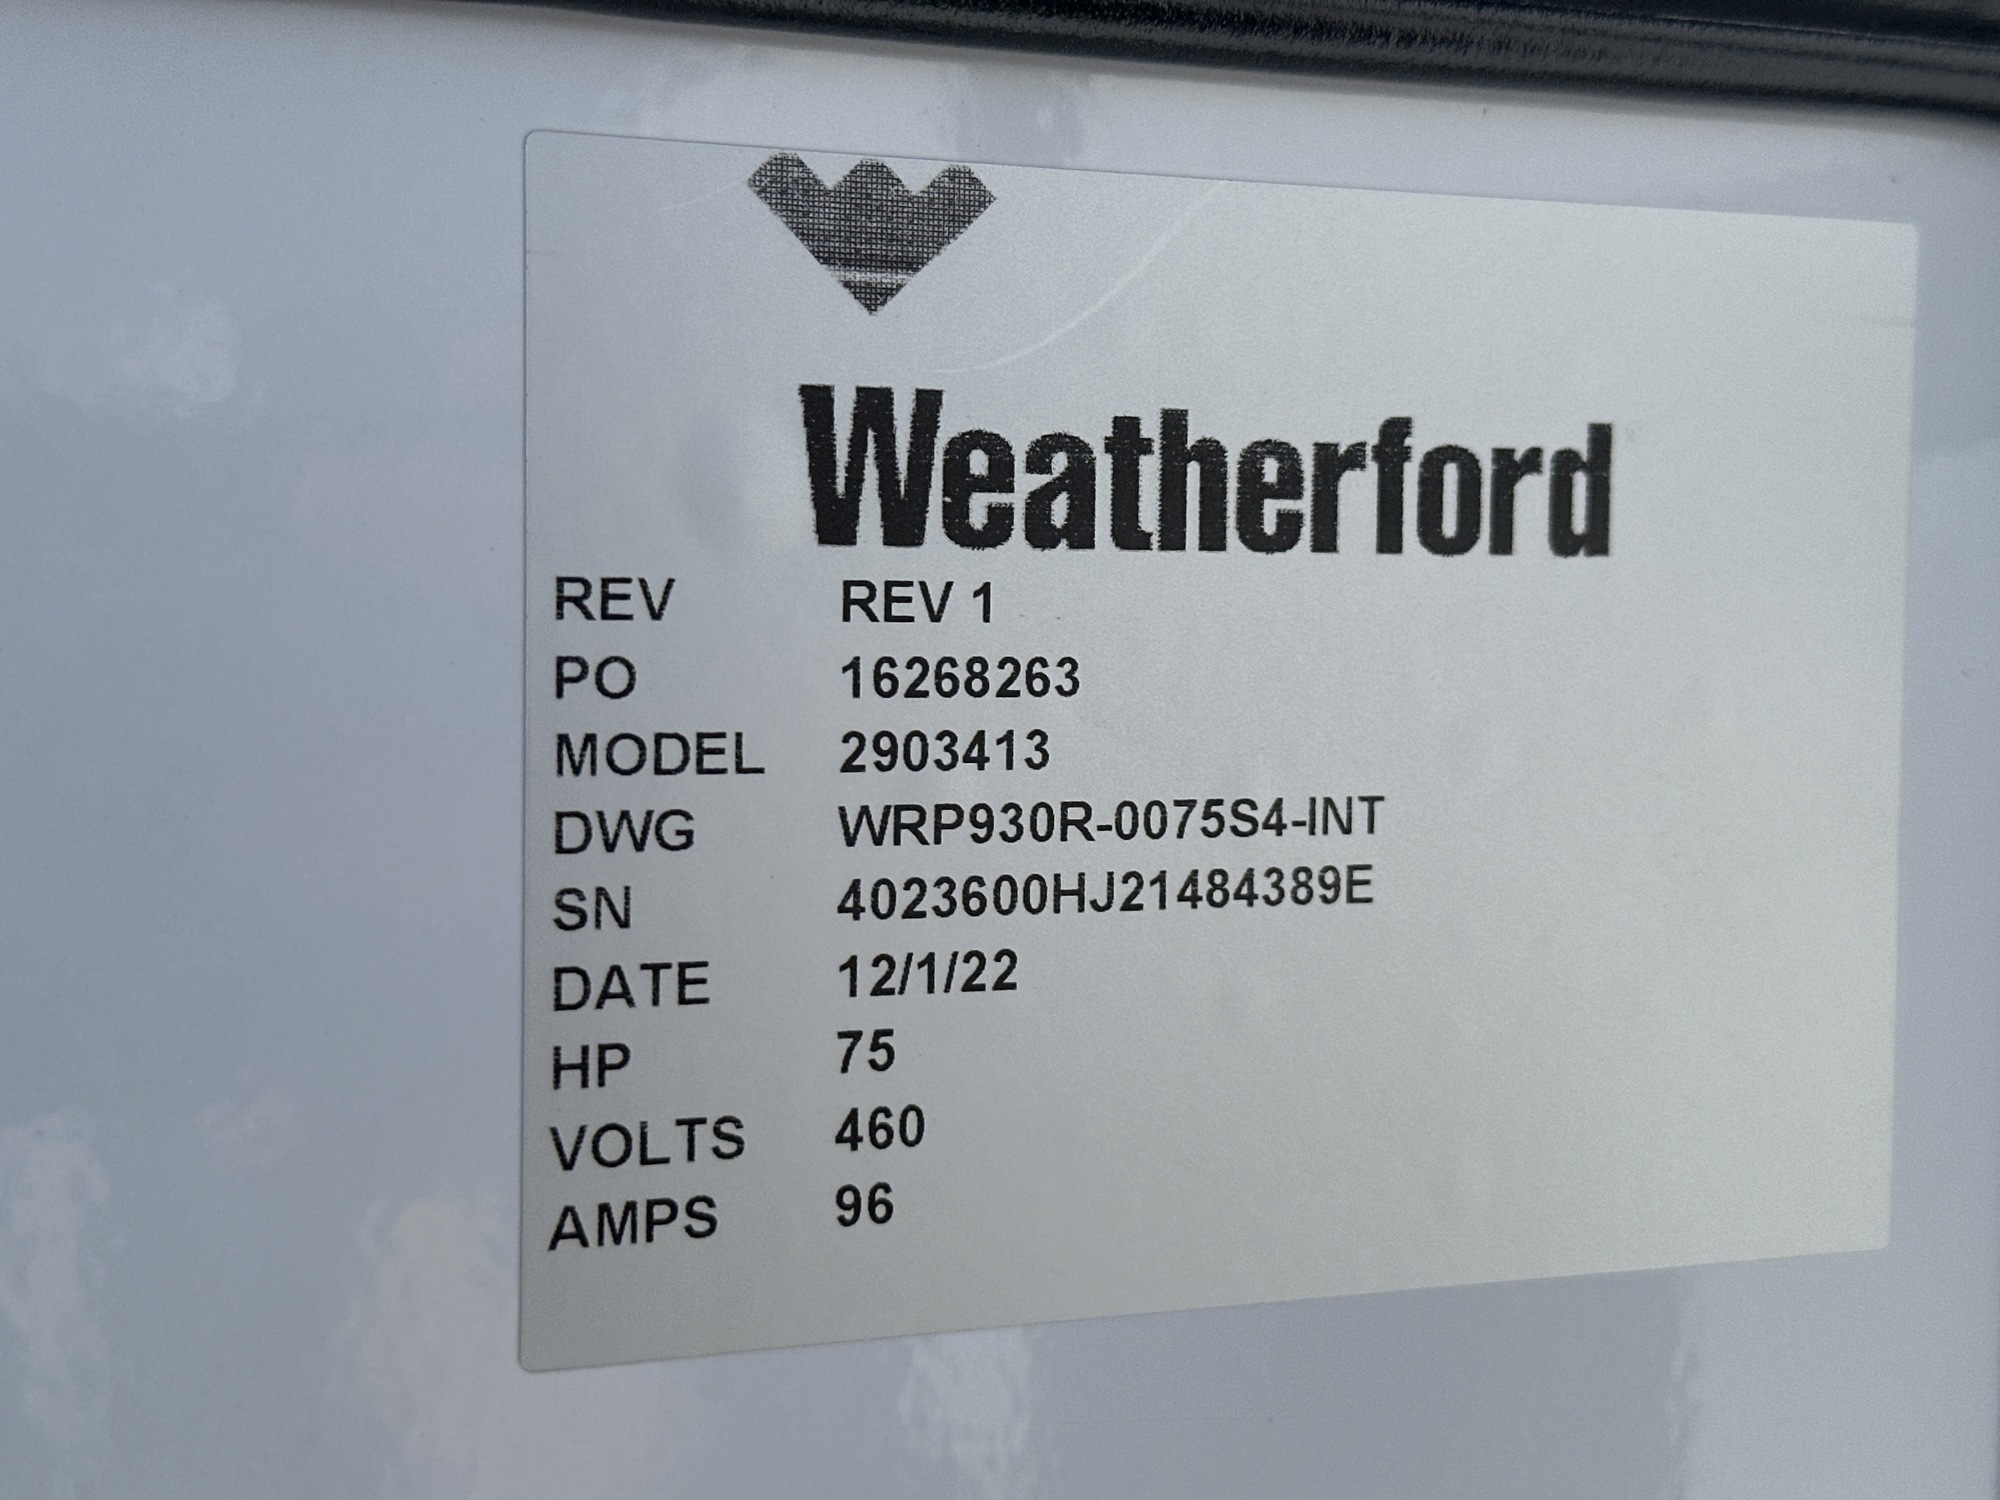 Weatherford
REV REV 1
PO 16268263
MODEL 2903413
DWG WRP930R-0075S4-INT
SN 4023600HJ21484389E
DATE 12/1/22
HP 75
VOLTS 460
AMPS 96